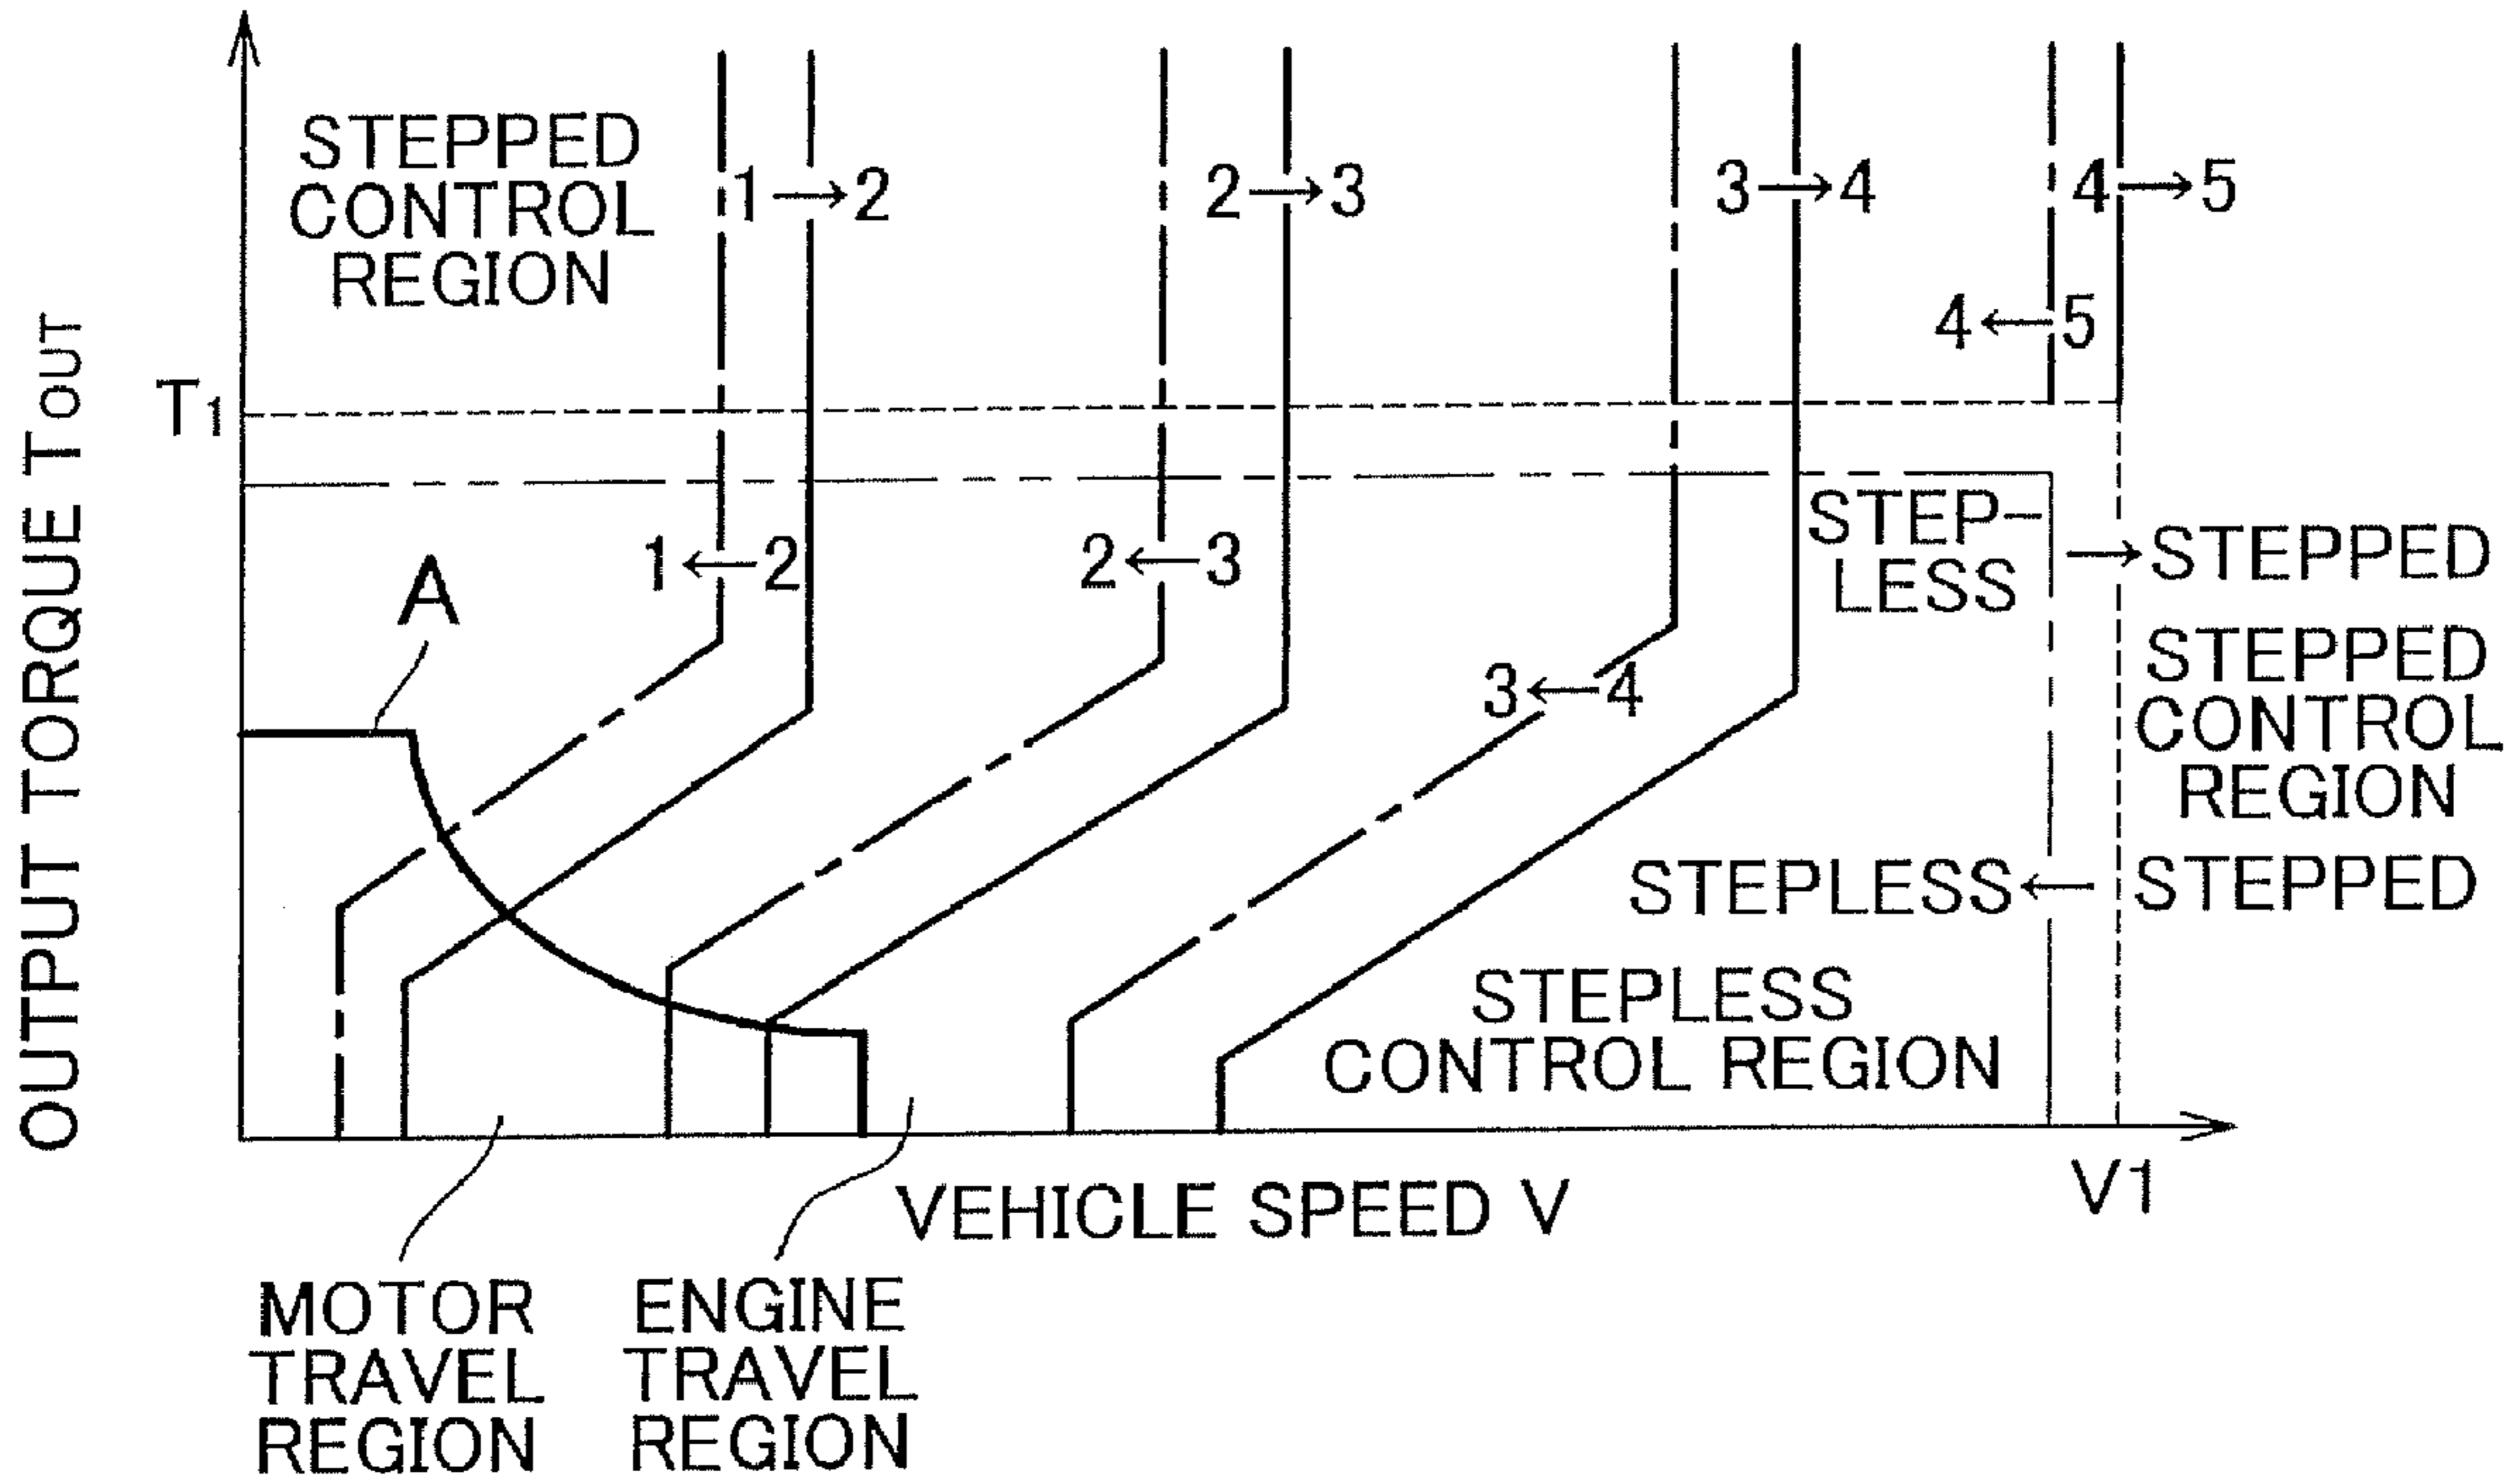 OUTPUT TORQUE TOUT
STEPPED
CONTROL
REGION
1→2
2→3
3→4
4→5
4←5
T1
1←2
2←3
STEP-
LESS
→STEPPED
A
3←4
STEPPED
CONTROL
REGION
STEPLESS← STEPPED
STEPLESS
CONTROL REGION
VEHICLE SPEED V
V1
MOTOR
TRAVEL
REGION
ENGINE
TRAVEL
REGION